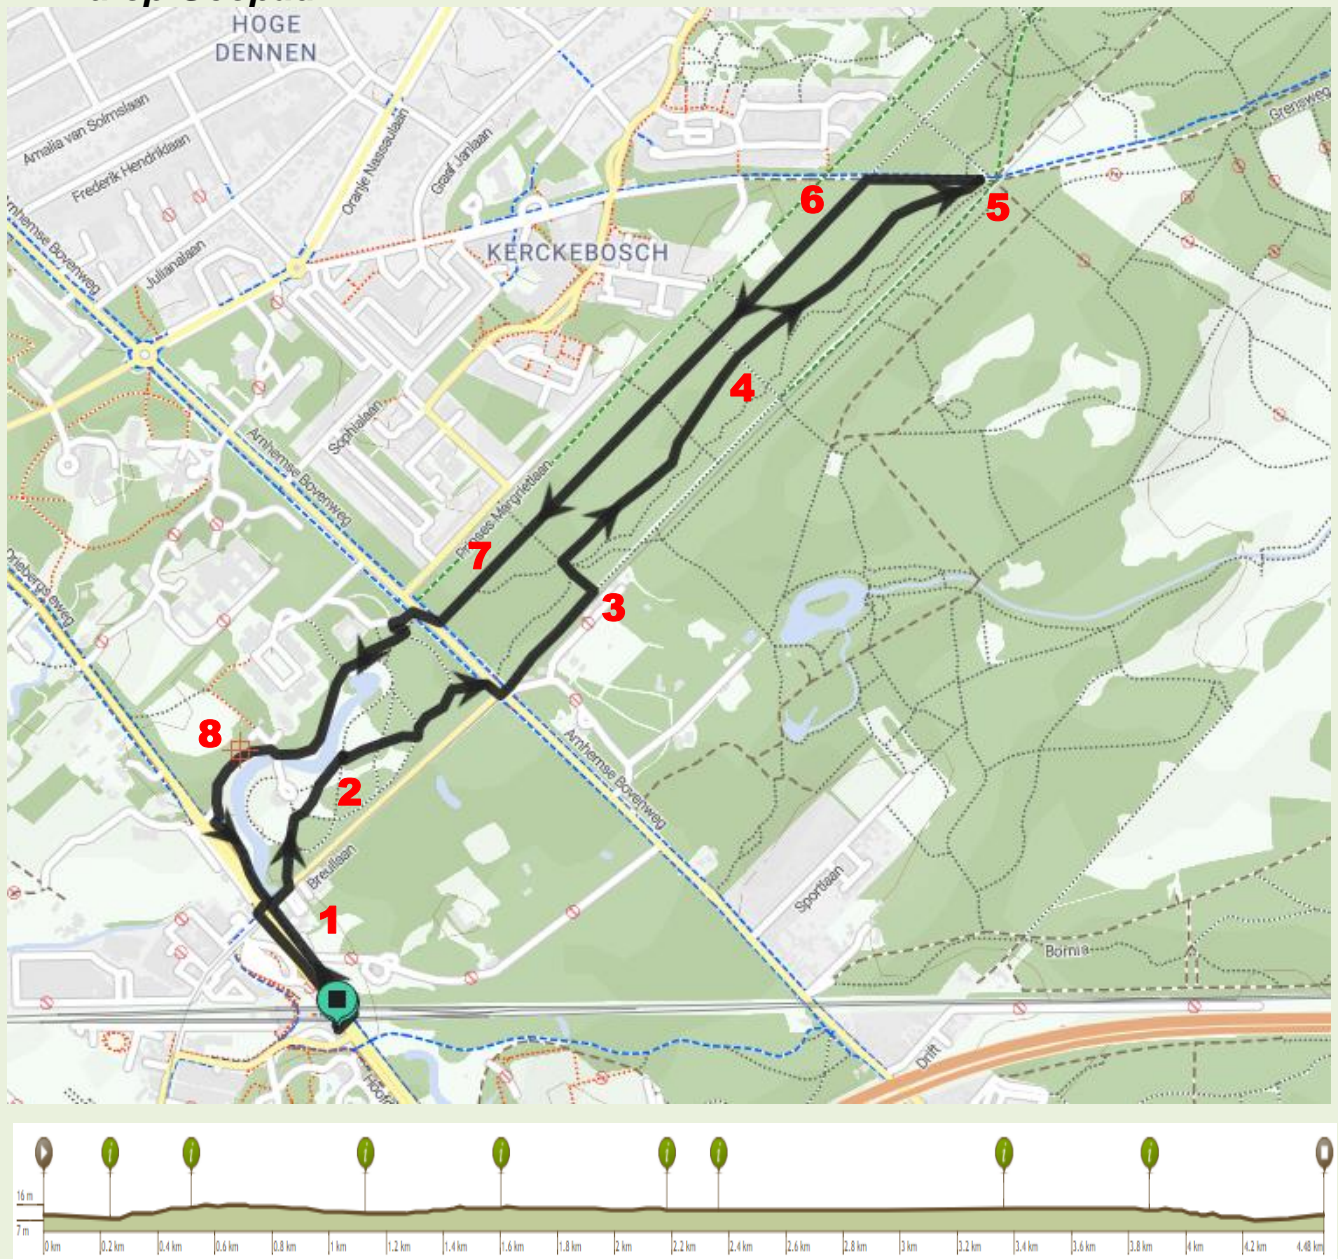 HOGE
DENNEN
Amalia van Solmslaan
Frederik Hendriklaan
Oranje Nassaulaan
Graaf Janlaan
Grensweg
Arnhemse Bovenweg
Julianalaan
KERCKEBOSCH
6
5
4
Sophialaan
Arnhemse Bovenweg
Prinses Margrietlaan
7
3
Driebergseweg
8
2
Arnhemse Bovenweg
Breullaan
Sportlaan
1
Bornia
Drift
16 m
7 m
0 km
0.2 km
0.4 km
0.6 km
0.8 km
1 km
1.2 km
1.4 km
1.6 km
1.8 km
2 km
2.2 km
2.4 km
2.6 km
2.8 km
3 km
3.2 km
3.4 km
3.6 km
3.8 km
4 km
4.2 km
4.48 km